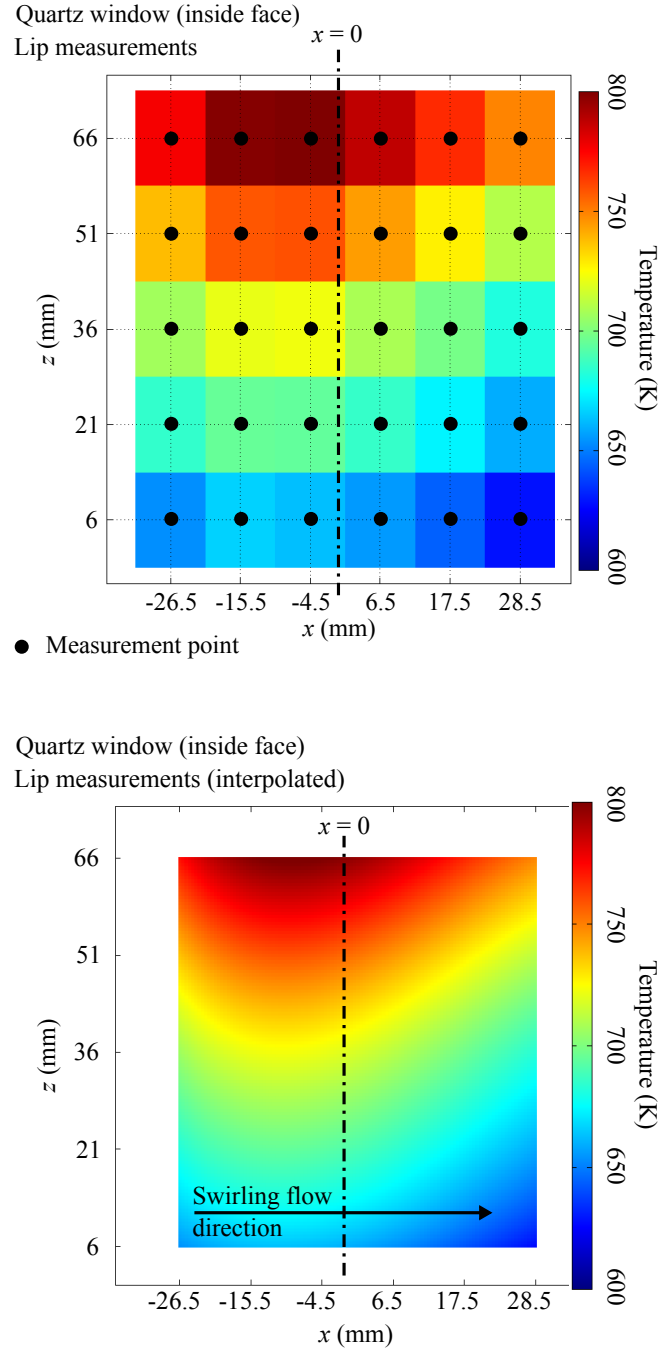 Quartz window (inside face)
Lip measurements
x = 0
66
51
36
21
6
z (mm)
-26.5 -15.5 -4.5 6.5 17.5 28.5
x (mm)
800
750
700
650
600
Temperature (K)
Measurement point
Quartz window (inside face)
Lip measurements (interpolated)
x = 0
66
51
36
21
6
z (mm)
Swirling flow
direction
-26.5 -15.5 -4.5 6.5 17.5 28.5
x (mm)
800
750
700
650
600
Temperature (K)